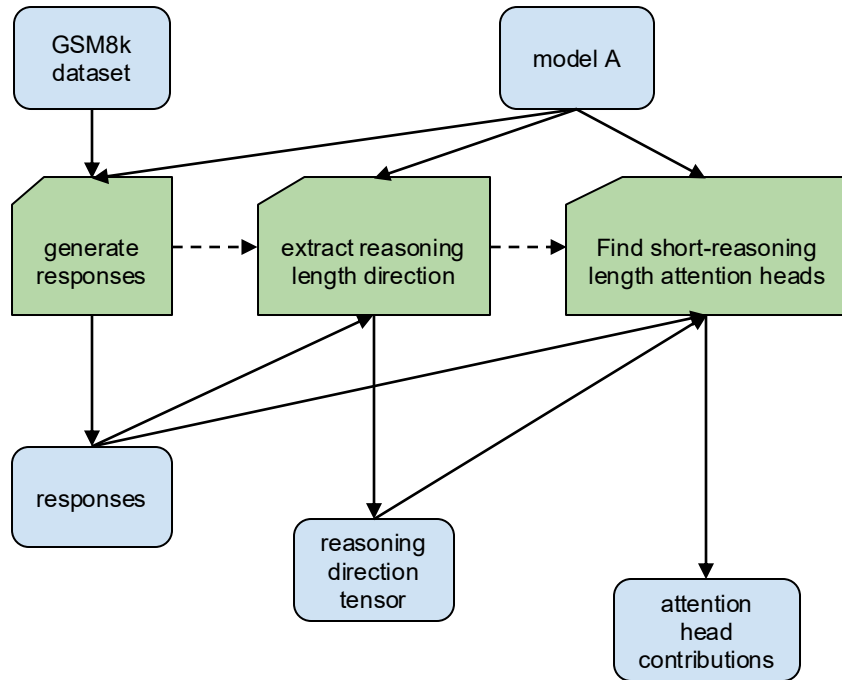 GSM8k
dataset
model A
generate
responses
extract reasoning
length direction
Find short-reasoning
length attention heads
responses
reasoning
direction
tensor
attention
head
contributions